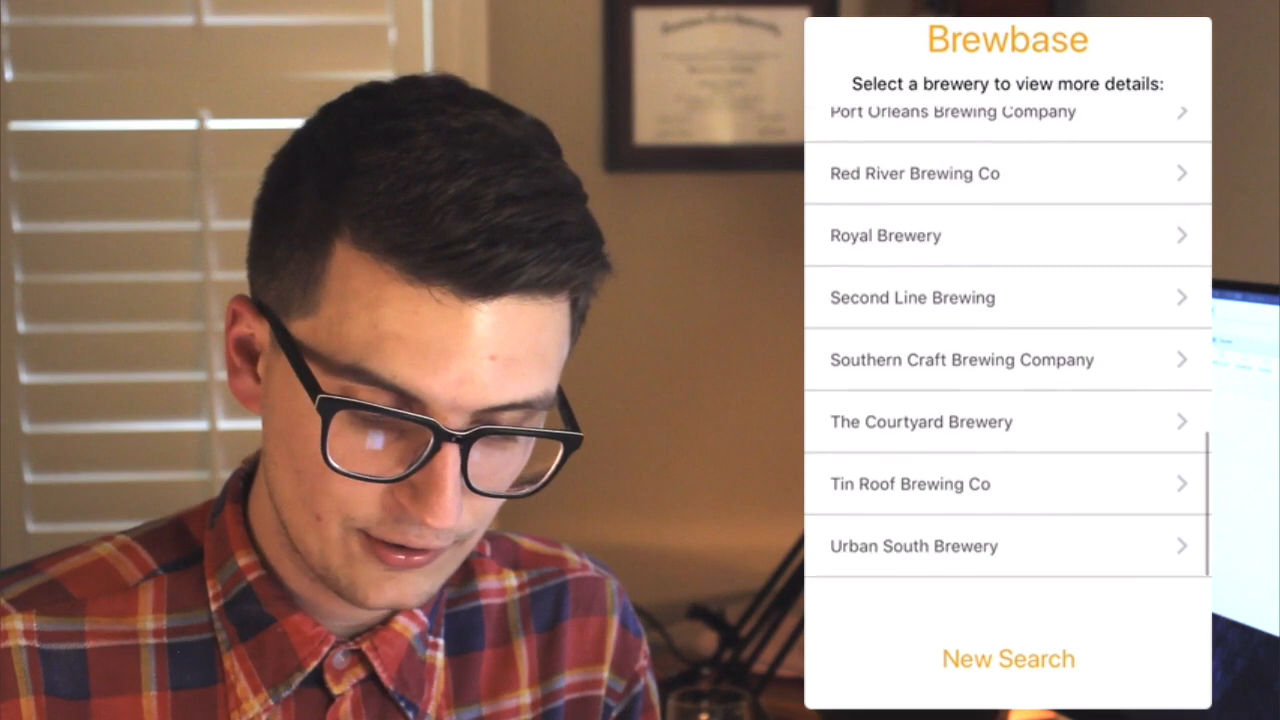 Brewbase
Select a brewery to view more details:
Port Orleans Brewing Company
Red River Brewing Co
Royal Brewery
Second Line Brewing
Southern Craft Brewing Company
The Courtyard Brewery
Tin Roof Brewing Co
Urban South Brewery
New Search